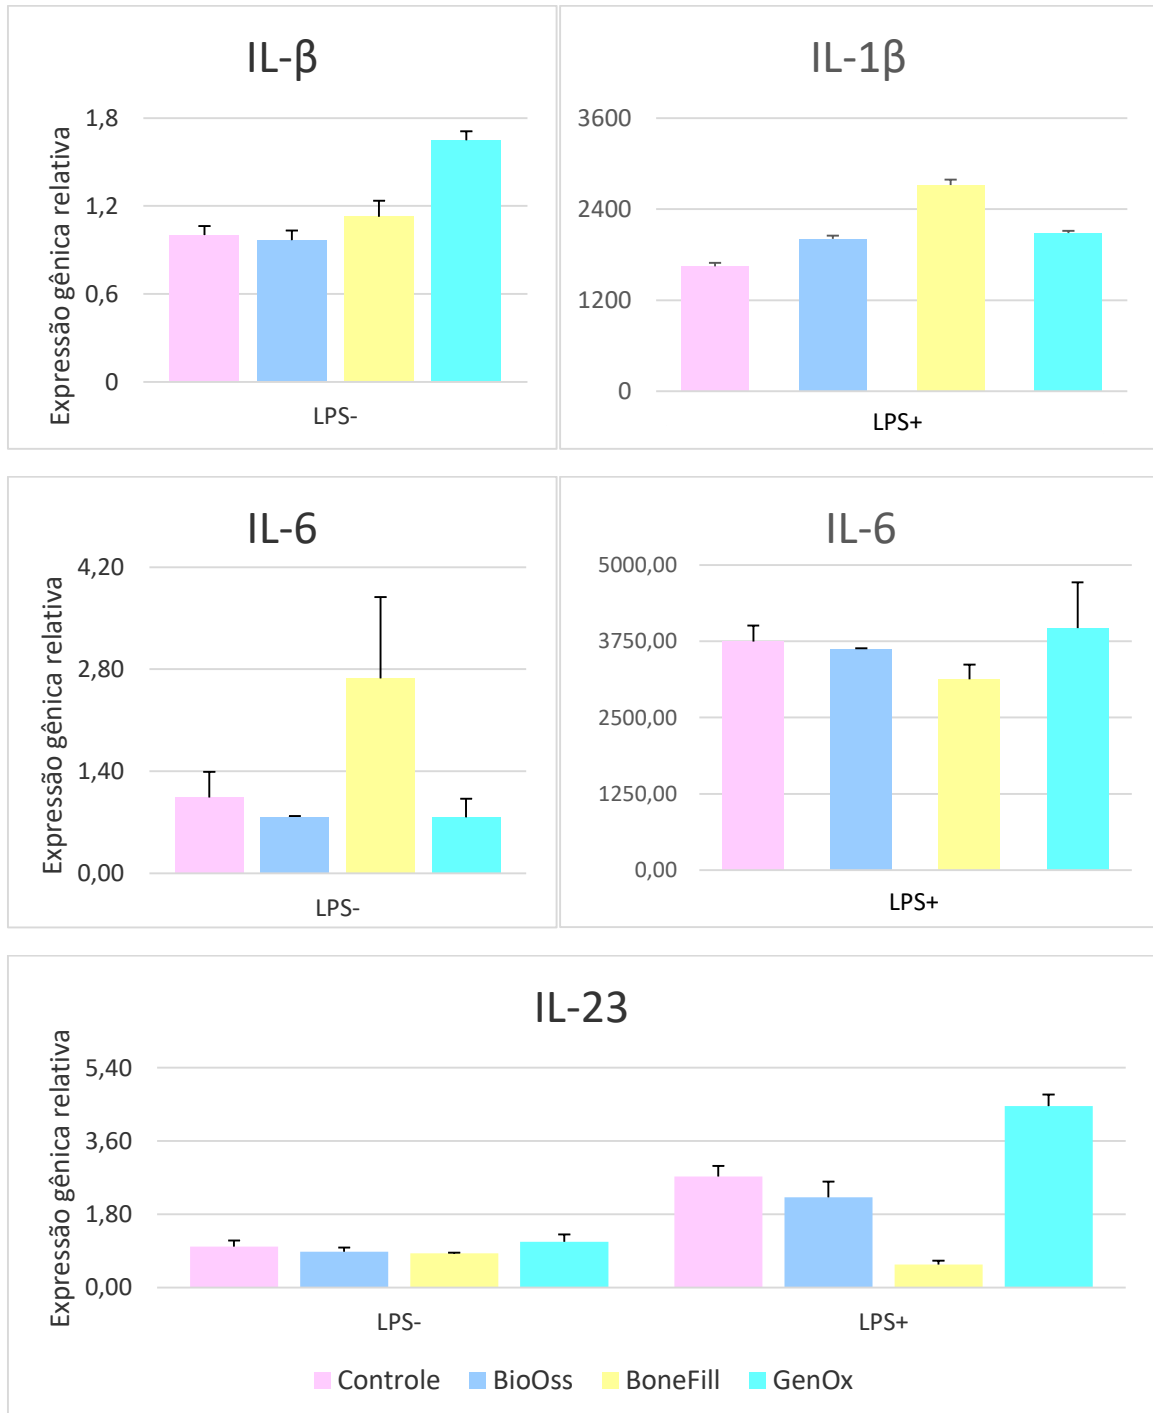 IL-β
Expressão gênica relativa
1,8
1,2
0,6
0
LPS-
IL-1β
3600
2400
1200
0
LPS+
IL-6
Expressão gênica relativa
4,20
2,80
1,40
0,00
LPS-
IL-6
5000,00
3750,00
2500,00
1250,00
0,00
LPS+
IL-23
Expressão gênica relativa
5,40
3,60
1,80
0,00
LPS- LPS+
Controle BioOss BoneFill GenOx